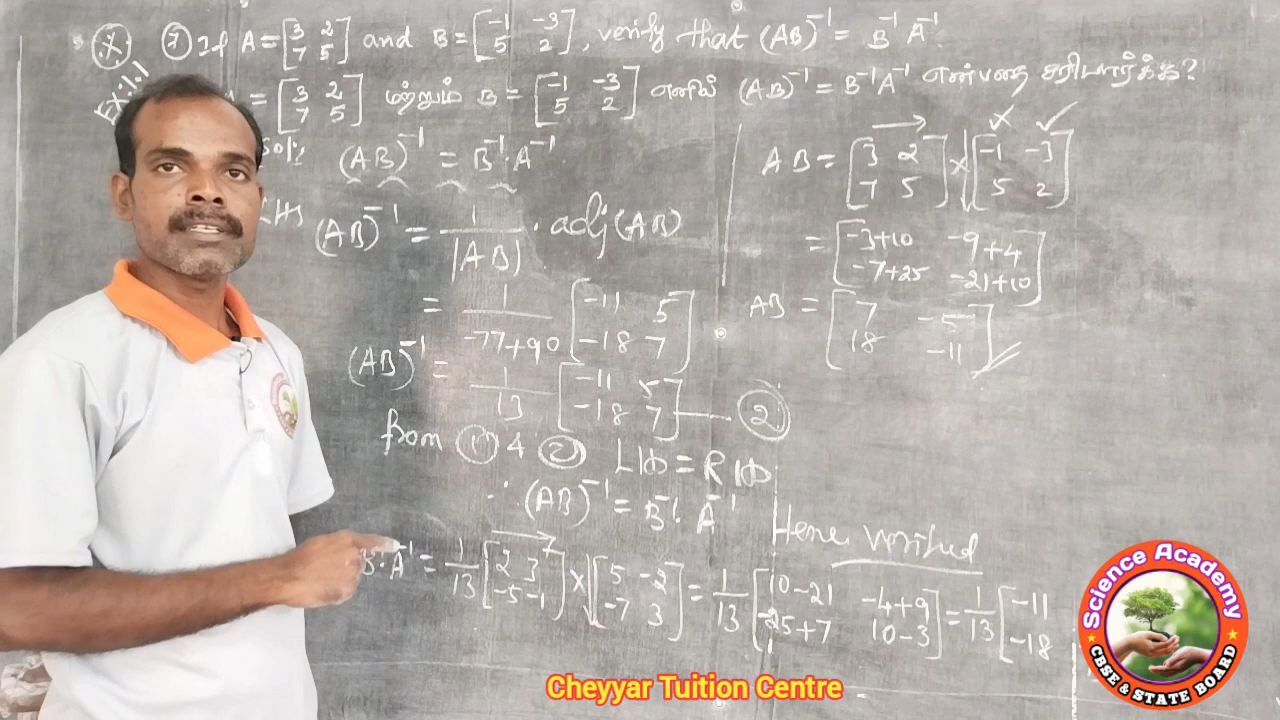 7) If A = [3 2; 7 5] and B = [-1 -3; 5 2], verify that (AB)⁻¹ = B⁻¹ A⁻¹.
Ex: 1.1
A = [3 2; 7 5] மற்றும் B = [-1 -3; 5 2] எனில் (AB)⁻¹ = B⁻¹A⁻¹ என்பதை சரிபார்க்க?
(AB)⁻¹ = B⁻¹·A⁻¹
LHS
(AB)⁻¹ = 1/|AB| · adj(AB)
= 1/(-77+90) [-11 5; -18 7]
(AB)⁻¹ = 1/13 [-11 5; -18 7] — ②
from ① & ② LHS = RHS
∴ (AB)⁻¹ = B⁻¹· A⁻¹
Hence Verified
AB = [3 2; 7 5] × [-1 -3; 5 2]
= [-3+10 -9+4; -7+25 -21+10]
AB = [7 -5; 18 -11]
B⁻¹·A⁻¹ = 1/13 [2 3; -5 -1] × [5 -2; -7 3] = 1/13 [10-21 -4+9; -25+7 10-3] = 1/13 [-11 -18
Cheyyar Tuition Centre
Science Academy
CBSE & STATE BOARD